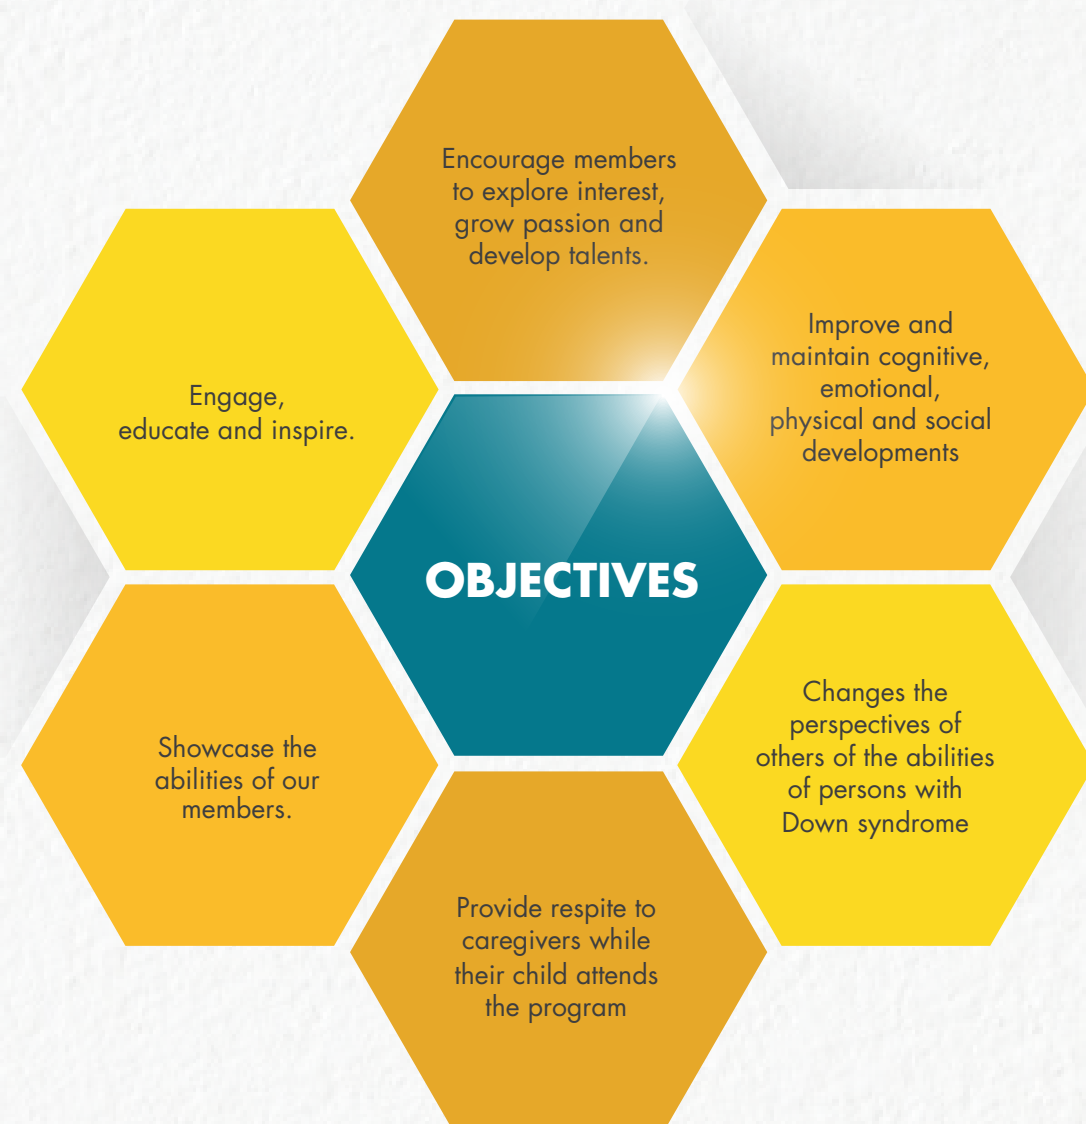 Encourage members
to explore interest,
grow passion and
develop talents.
Improve and
maintain cognitive,
emotional,
physical and social
developments
Engage,
educate and inspire.
OBJECTIVES
Changes the
perspectives of
others of the abilities
of persons with
Down syndrome
Showcase the
abilities of our
members.
Provide respite to
caregivers while
their child attends
the program